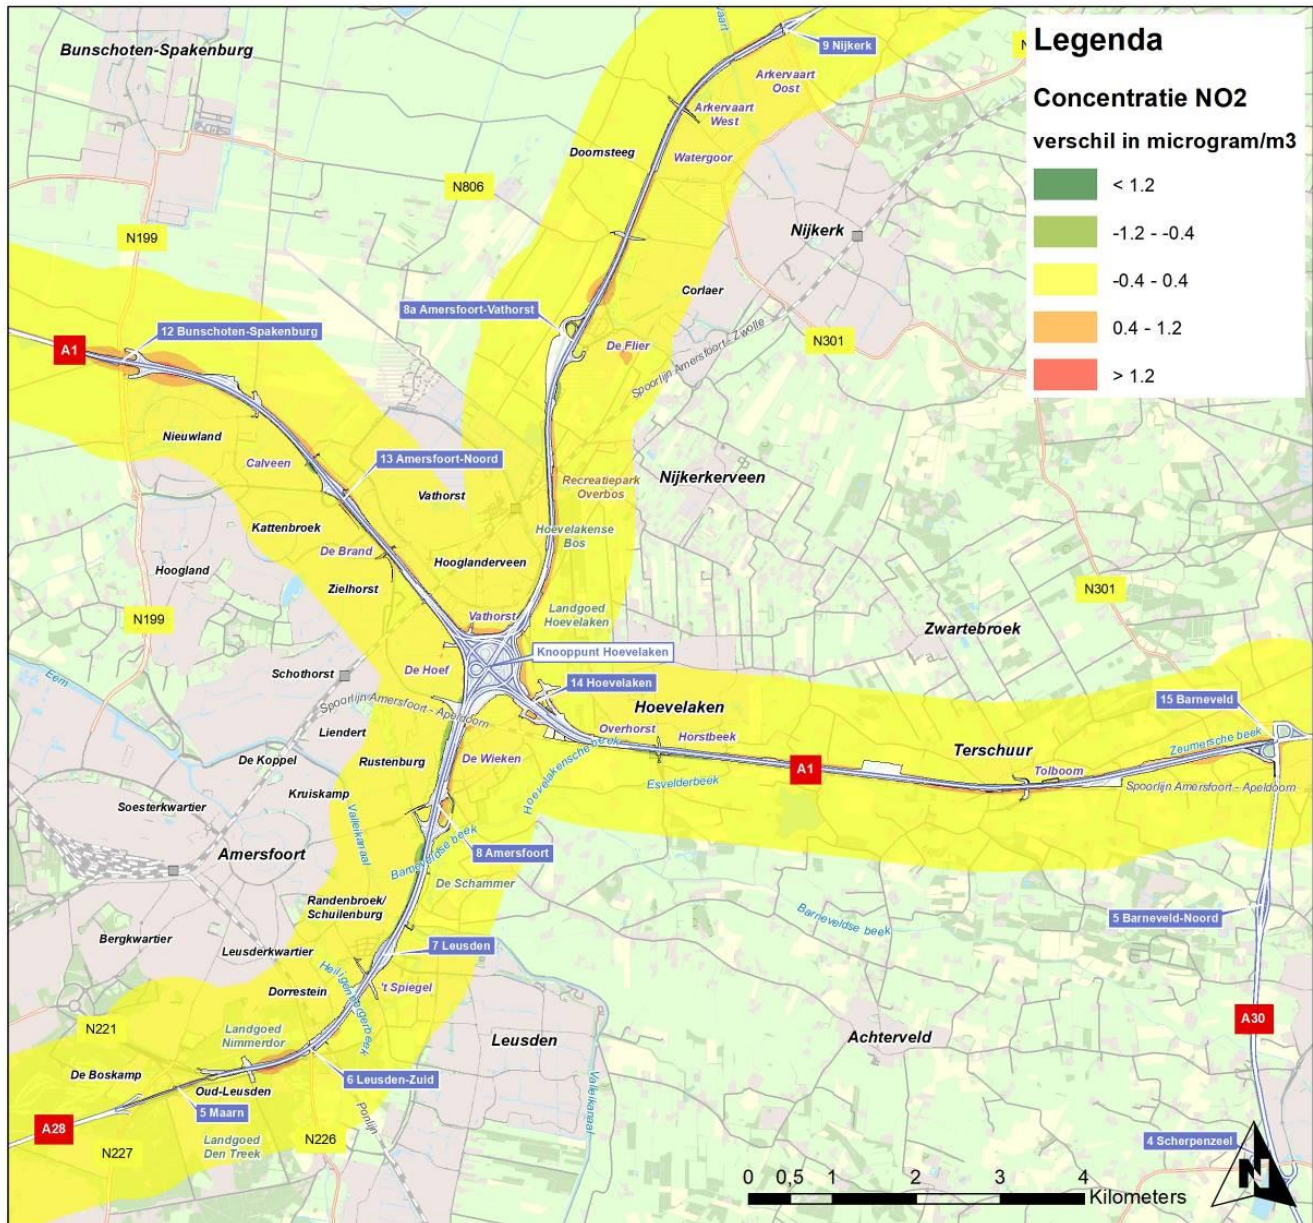 Bunschoten-Spakenburg
9 Nijkerk
Legenda
Concentratie NO2
verschil in microgram/m3
< 1.2
-1.2 - -0.4
-0.4 - 0.4
0.4 - 1.2
> 1.2
Arkervaart
Oost
Arkervaart
West
Doornsteeg
Watergoor
N806
N199
Nijkerk
Corlaer
8a Amersfoort-Vathorst
12 Bunschoten-Spakenburg
A1
De Flier
Spoorlijn Amersfoort - Zwolle
N301
Nieuwland
Calveen
13 Amersfoort-Noord
Vathorst
Recreatiepark
Overbos
Nijkerkerveen
Kattenbroek
De Brand
Hooglanderveen
Hoevelakense
Bos
Hoogland
Zielhorst
N301
N199
Vathorst
Landgoed
Hoevelaken
Zwartebroek
Knooppunt Hoevelaken
Eem
Schothorst
De Hoef
14 Hoevelaken
Spoorlijn Amersfoort - Apeldoorn
Hoevelaken
15 Barneveld
Liendert
Overhorst
Horstbeek
Terschuur
Zeumersche beek
De Koppel
Rustenburg
De Wieken
Hoevelakensche beek
A1
Tolboom
Esvelderbeek
Spoorlijn Amersfoort - Apeldoorn
Soesterkwartier
Kruiskamp
Valleikanaal
Amersfoort
Barneveldse beek
8 Amersfoort
De Schammer
Randenbroek/
Schuilenburg
Barneveldse beek
5 Barneveld-Noord
Bergkwartier
Leusderkwartier
7 Leusden
Dorrestein
Heiligenbergerbeek
't Spiegel
N221
Landgoed
Nimmerdor
Leusden
Achterveld
A30
De Boskamp
Oud-Leusden
6 Leusden-Zuid
Valleikanaal
5 Maarn
Ponlijn
A28
N227
Landgoed
Den Treek
N226
4 Scherpenzeel
N
0 0,5 1 2 3 4
Kilometers